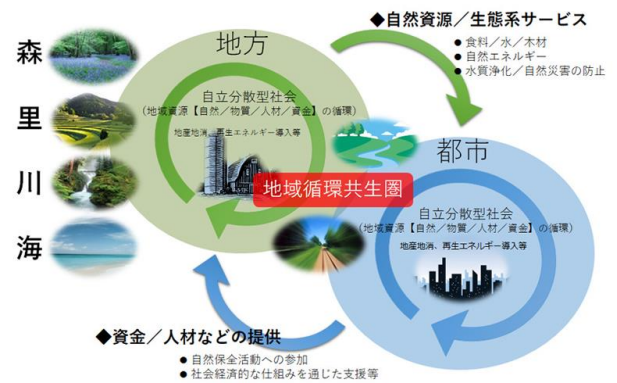 ◆自然資源／生態系サービス
● 食料／水／木材
● 自然エネルギー
● 水質浄化／自然災害の防止
森
里
川
海
地方
自立分散型社会
（地域資源【自然／物質／人材／資金】の循環）
地産地消、再生エネルギー導入等
地域循環共生圏
都市
自立分散型社会
（地域資源【自然／物質／人材／資金】の循環）
地産地消、再生エネルギー導入等
◆資金／人材などの提供
● 自然保全活動への参加
● 社会経済的な仕組みを通じた支援等